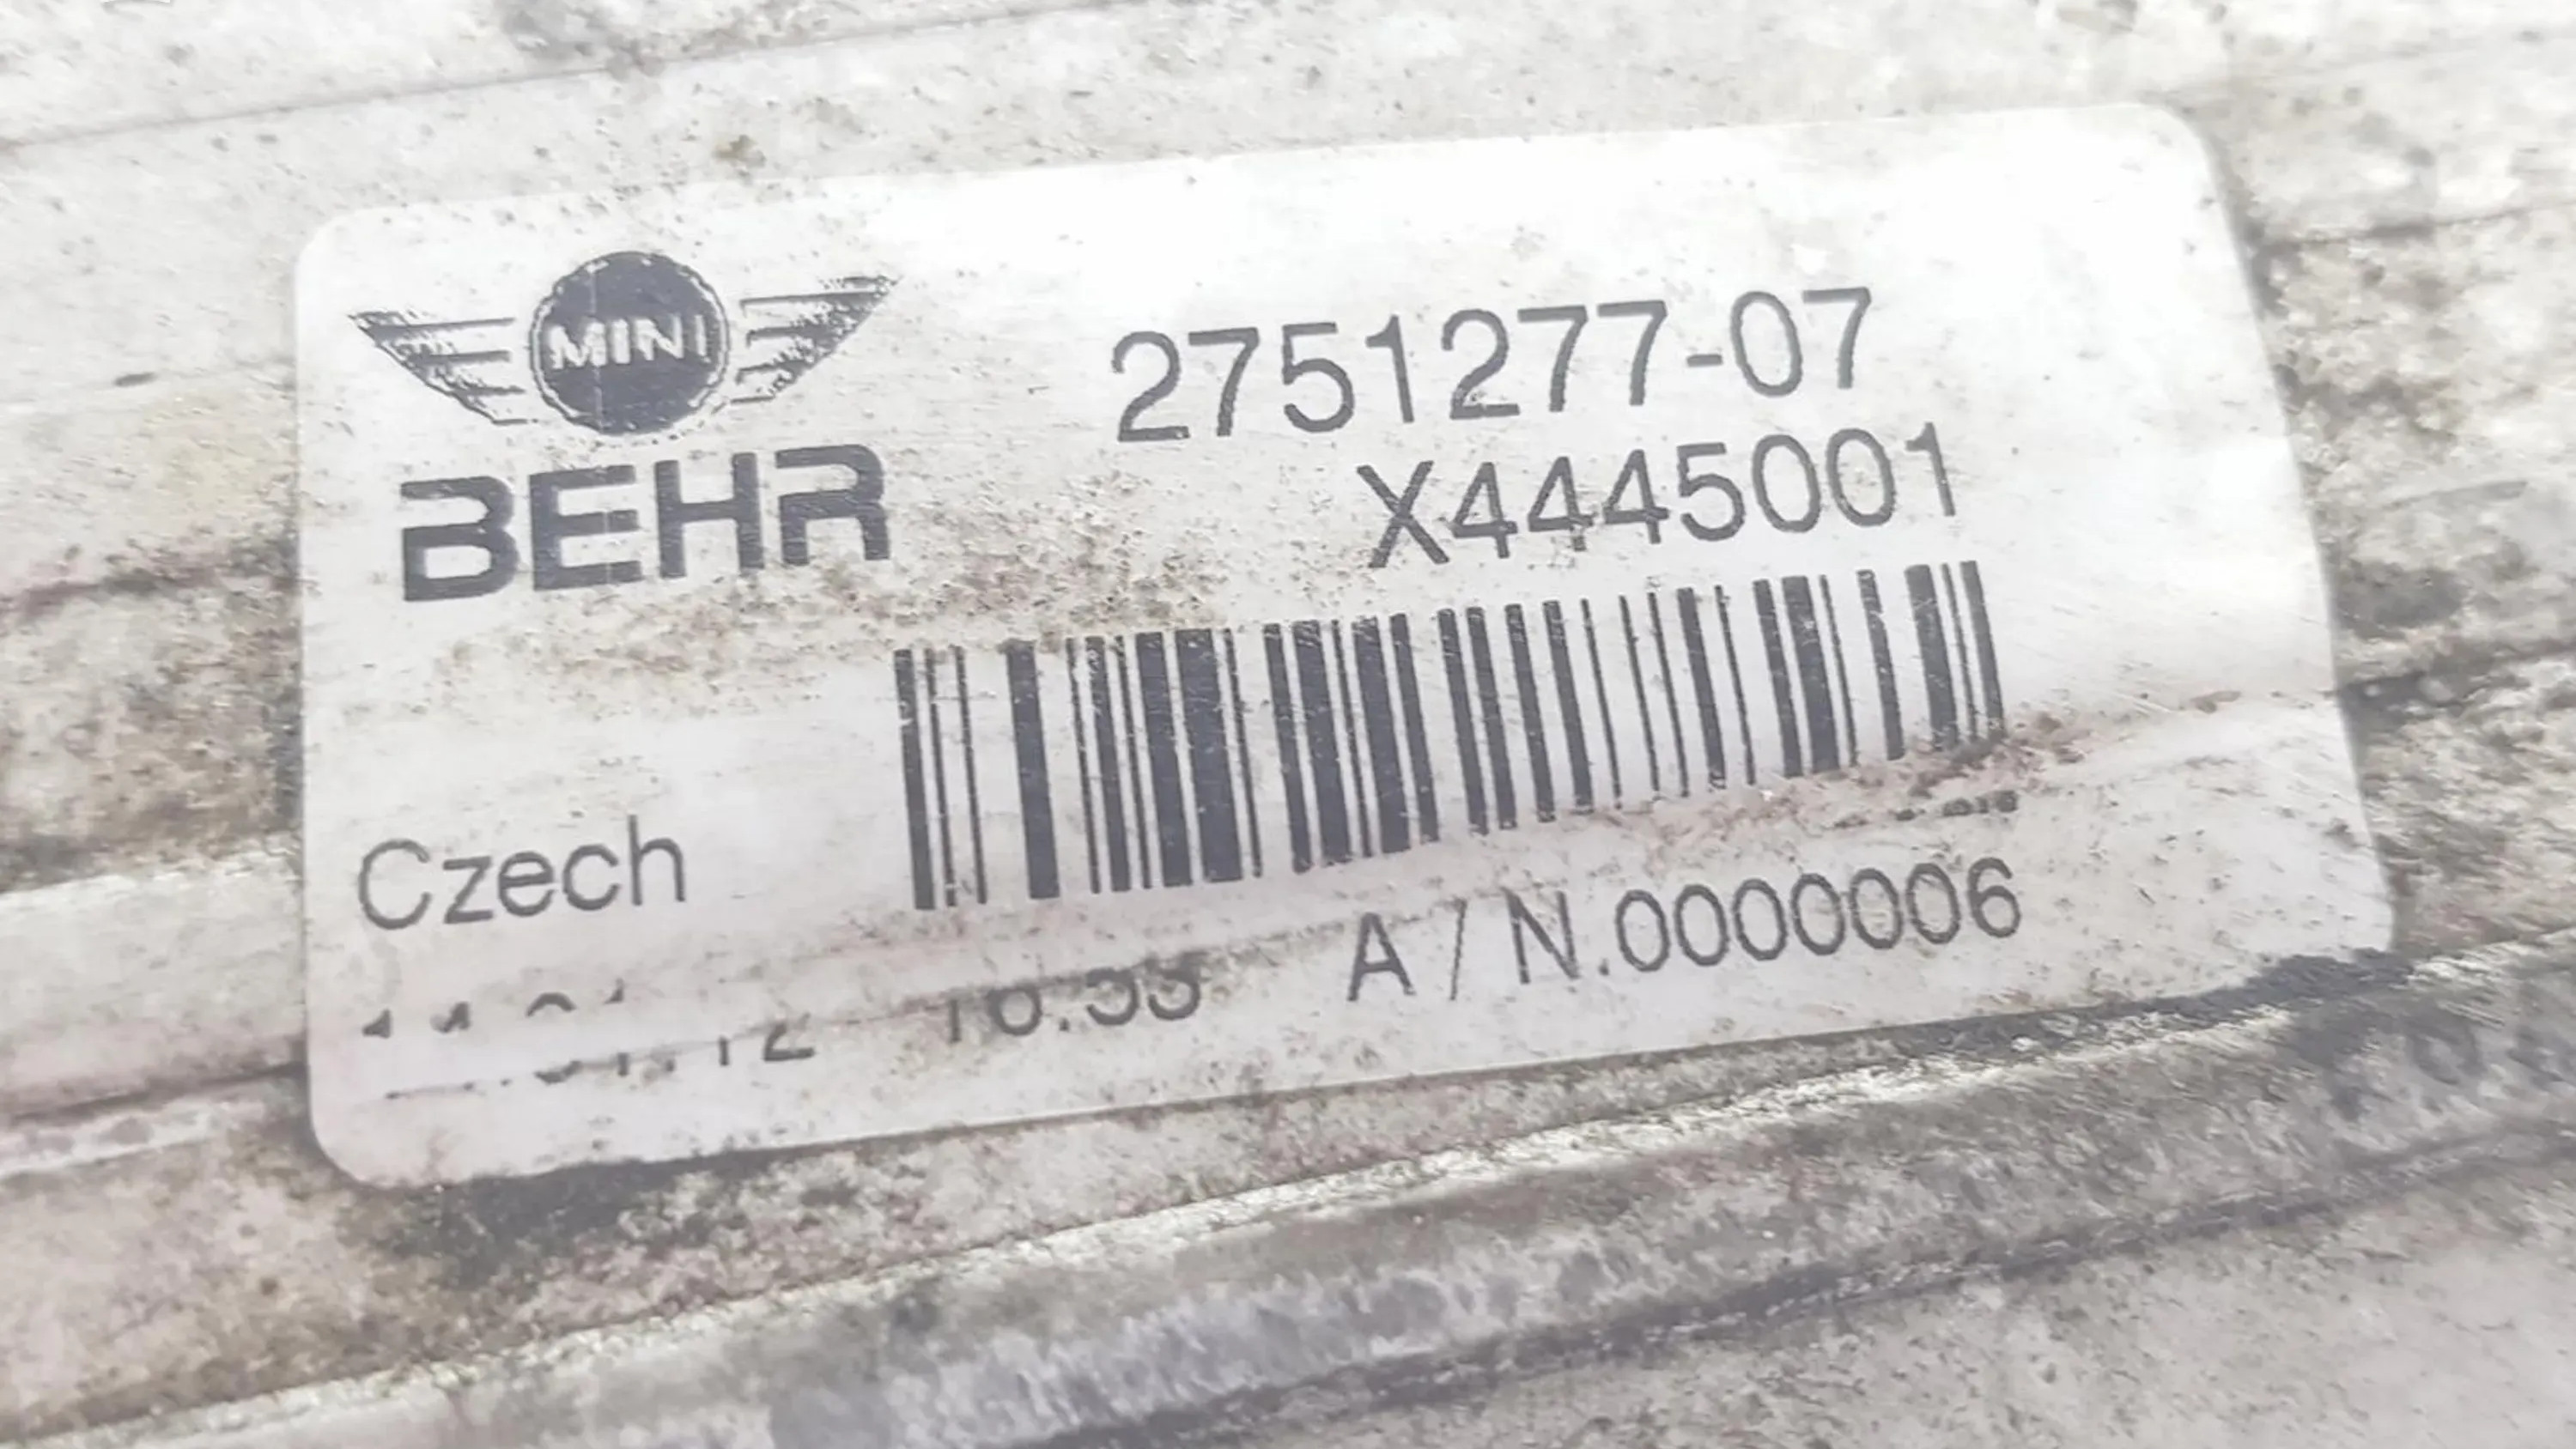 MINI
BEHR
2751277-07
X4445001
Czech
A/N.0000006